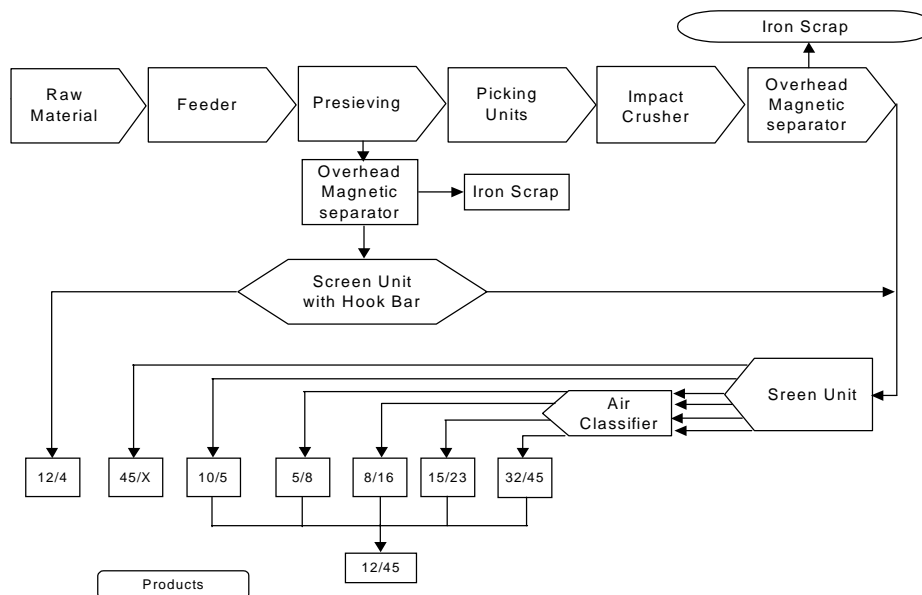 Iron Scrap
Raw
Material
Feeder
Presieving
Picking
Units
Impact
Crusher
Overhead
Magnetic
separator
Overhead
Magnetic
separator
Iron Scrap
Screen Unit
with Hook Bar
Sreen Unit
Air
Classifier
12/4
45/X
10/5
5/8
8/16
15/23
32/45
12/45
Products